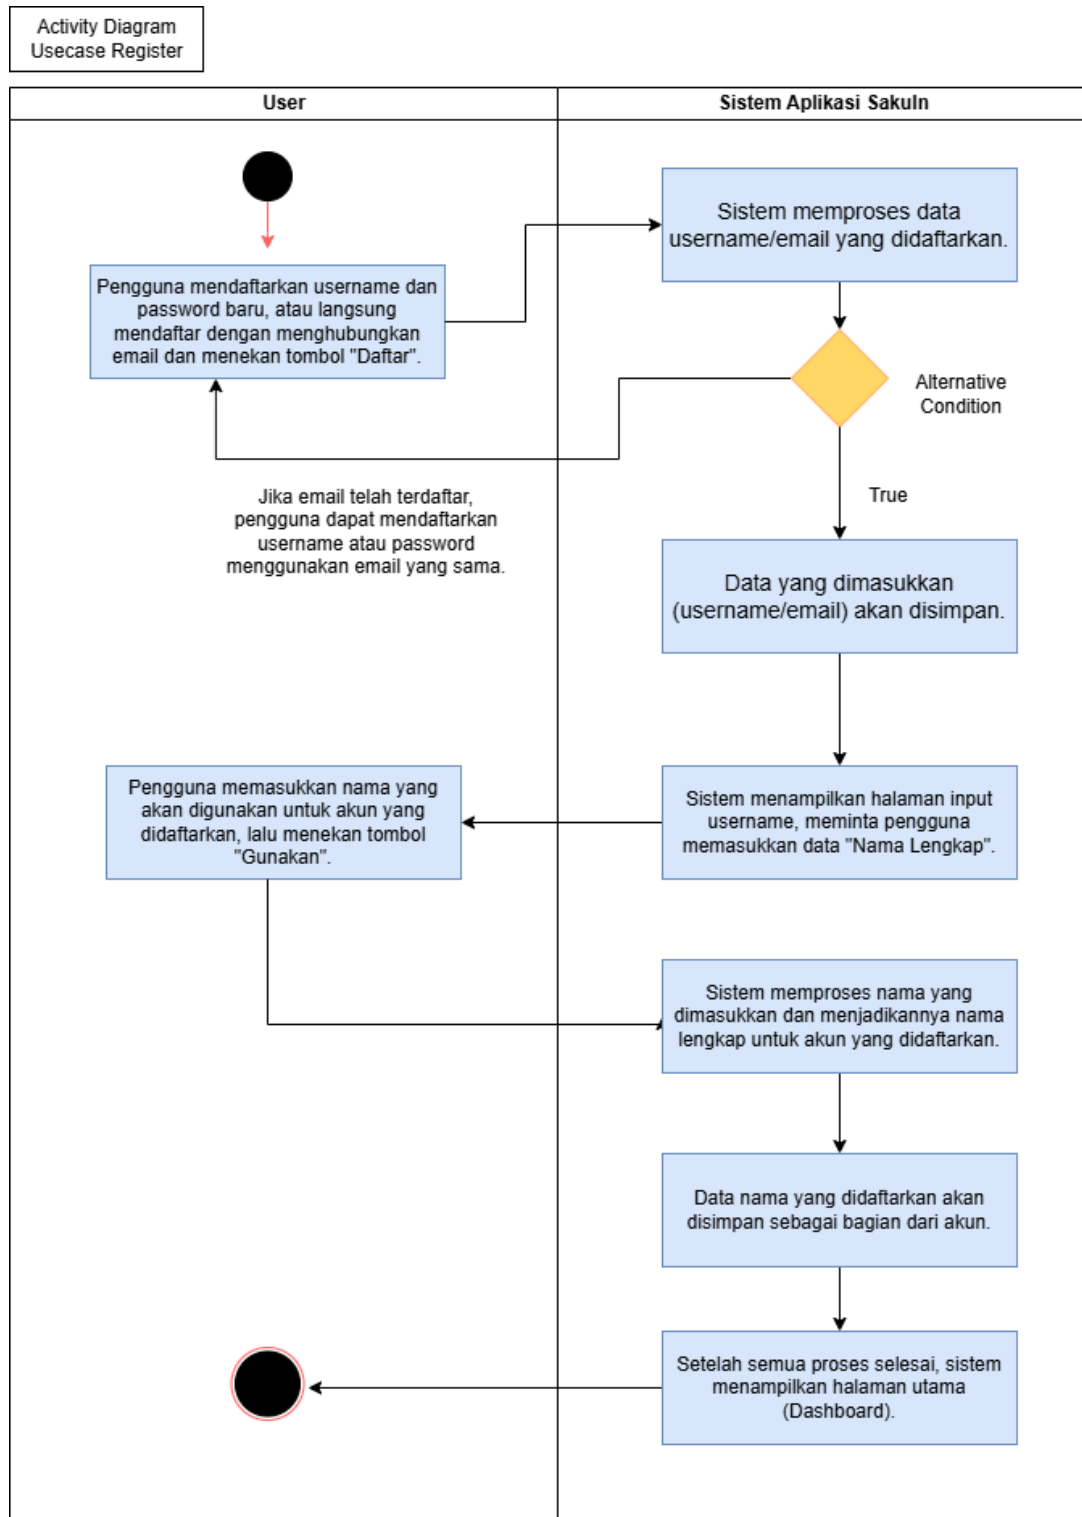 Activity Diagram
Usecase Register
User
Sistem Aplikasi SakuIn
Sistem memproses data
username/email yang didaftarkan.
Pengguna mendaftarkan username dan
password baru, atau langsung
mendaftar dengan menghubungkan
email dan menekan tombol "Daftar".
Alternative
Condition
Jika email telah terdaftar,
pengguna dapat mendaftarkan
username atau password
menggunakan email yang sama.
True
Data yang dimasukkan
(username/email) akan disimpan.
Sistem menampilkan halaman input
username, meminta pengguna
memasukkan data "Nama Lengkap".
Pengguna memasukkan nama yang
akan digunakan untuk akun yang
didaftarkan, lalu menekan tombol
"Gunakan".
Sistem memproses nama yang
dimasukkan dan menjadikannya nama
lengkap untuk akun yang didaftarkan.
Data nama yang didaftarkan akan
disimpan sebagai bagian dari akun.
Setelah semua proses selesai, sistem
menampilkan halaman utama
(Dashboard).